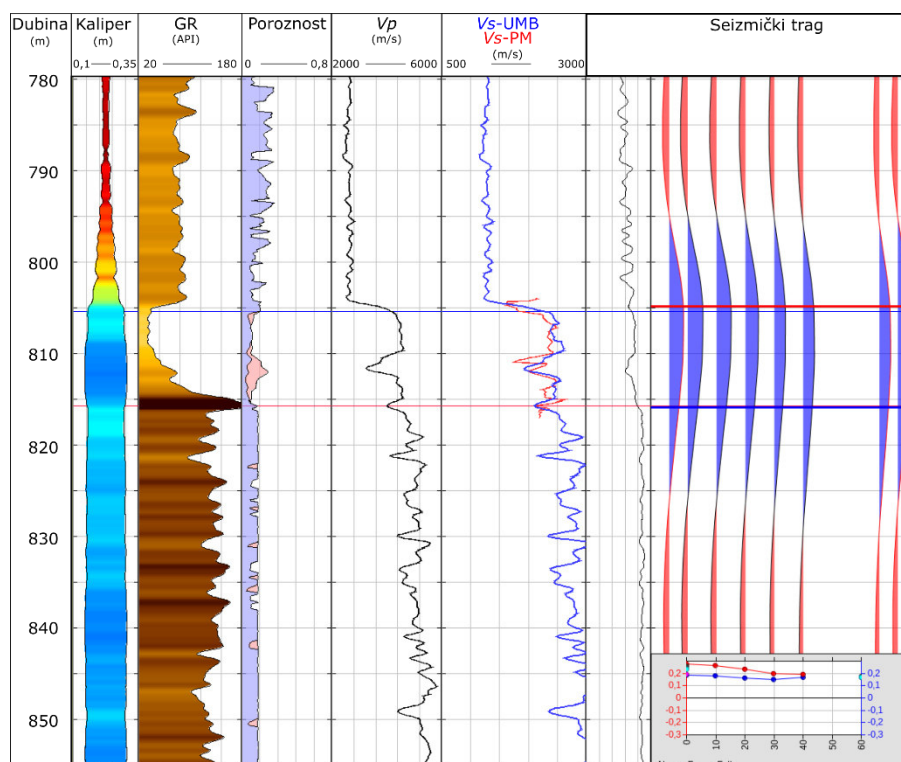 Dubina
(m)
Kaliper
(m)
0,1 0,35
GR
(API)
20 180
Poroznost
0 0,8
Vp
(m/s)
2000 6000
Vs-UMB
Vs-PM
(m/s)
500 3000
Seizmički trag
780
790
800
810
820
830
840
850
0,2 0,2
0,1 0,1
0 0
-0,1 -0,1
-0,2 -0,2
-0,3 -0,3
0 10 20 30 40 50 60